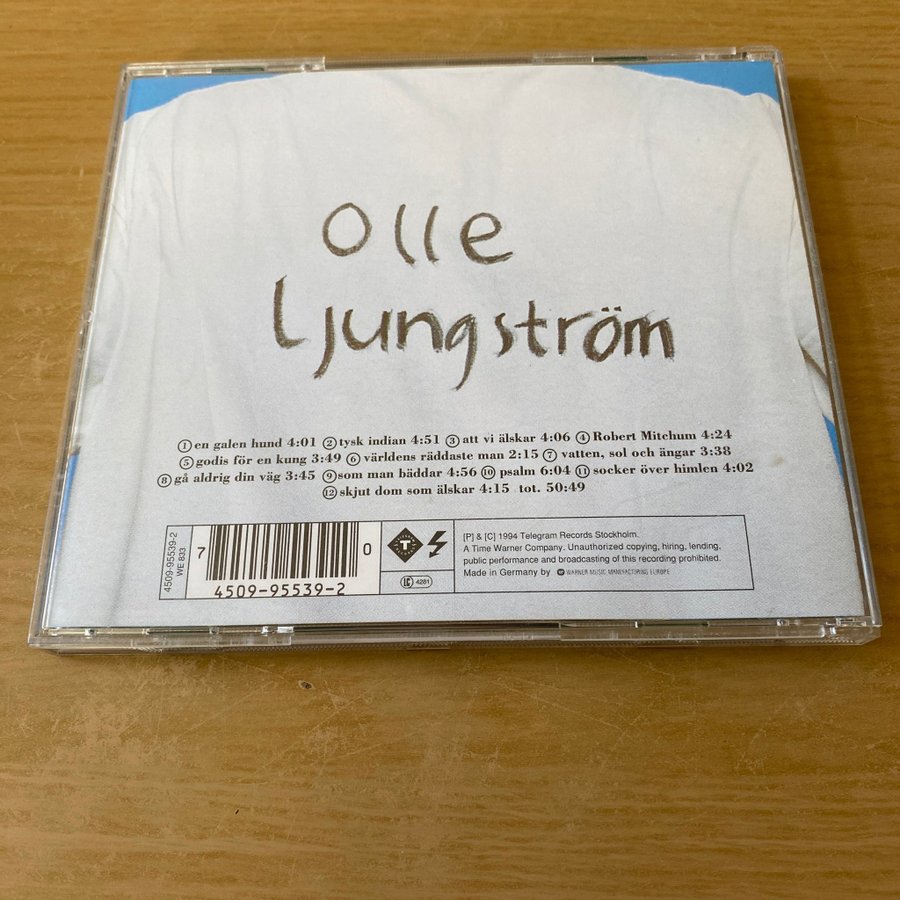 Olle
Ljungström
1 en galen hund 4:01 2 tysk indian 4:51 3 att vi älskar 4:06 4 Robert Mitchum 4:24
5 godis för en kung 3:49 6 världens räddaste man 2:15 7 vatten, sol och ängar 3:38
8 gå aldrig din väg 3:45 9 som man bäddar 4:56 10 psalm 6:04 11 socker över himlen 4:02
12 skjut dom som älskar 4:15 tot. 50:49
4509-95539-2
WE 833
7 0
4509-95539-2
T
LC 4281
[P] & [C] 1994 Telegram Records Stockholm.
A Time Warner Company. Unauthorized copying, hiring, lending,
public performance and broadcasting of this recording prohibited.
Made in Germany by WARNER MUSIC MANUFACTURING EUROPE